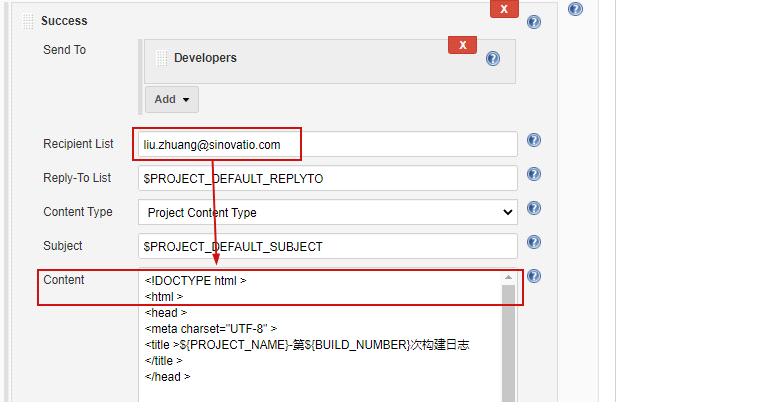 X
Success
Send To
X
Developers
Add
Recipient List
liu.zhuang@sinovatio.com
Reply-To List
$PROJECT_DEFAULT_REPLYTO
Content Type
Project Content Type
Subject
$PROJECT_DEFAULT_SUBJECT
Content
<!DOCTYPE html >
<html >
<head >
<meta charset="UTF-8" >
<title >${PROJECT_NAME}-第${BUILD_NUMBER}次构建日志
</title >
</head >